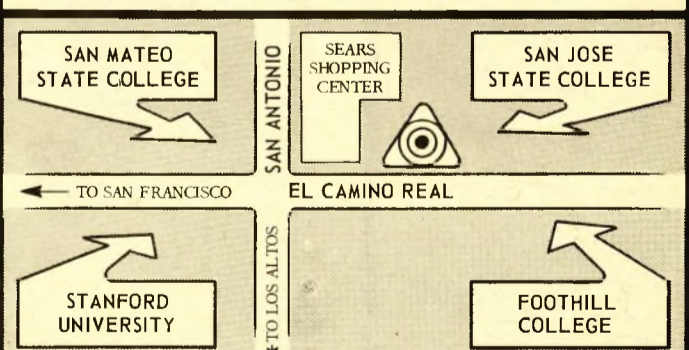 SAN MATEO
STATE COLLEGE
SAN ANTONIO
SEARS
SHOPPING
CENTER
SAN JOSE
STATE COLLEGE
← TO SAN FRANCISCO
EL CAMINO REAL
STANFORD
UNIVERSITY
←TO LOS ALTOS
FOOTHILL
COLLEGE